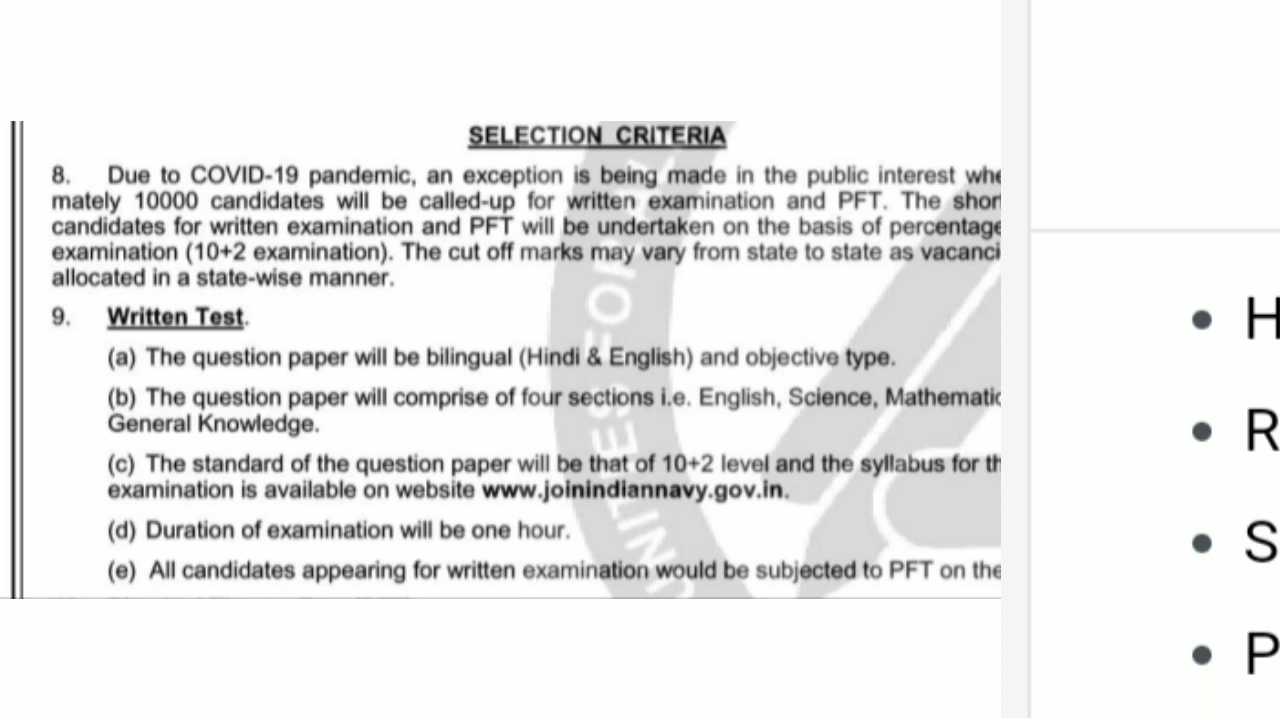 SELECTION CRITERIA
8. Due to COVID-19 pandemic, an exception is being made in the public interest whe
mately 10000 candidates will be called-up for written examination and PFT. The shor
candidates for written examination and PFT will be undertaken on the basis of percentage
examination (10+2 examination). The cut off marks may vary from state to state as vacanci
allocated in a state-wise manner.
9. Written Test.
(a) The question paper will be bilingual (Hindi & English) and objective type.
(b) The question paper will comprise of four sections i.e. English, Science, Mathematic
General Knowledge.
(c) The standard of the question paper will be that of 10+2 level and the syllabus for th
examination is available on website www.joinindiannavy.gov.in.
(d) Duration of examination will be one hour.
(e) All candidates appearing for written examination would be subjected to PFT on the
• H
• R
• S
• P